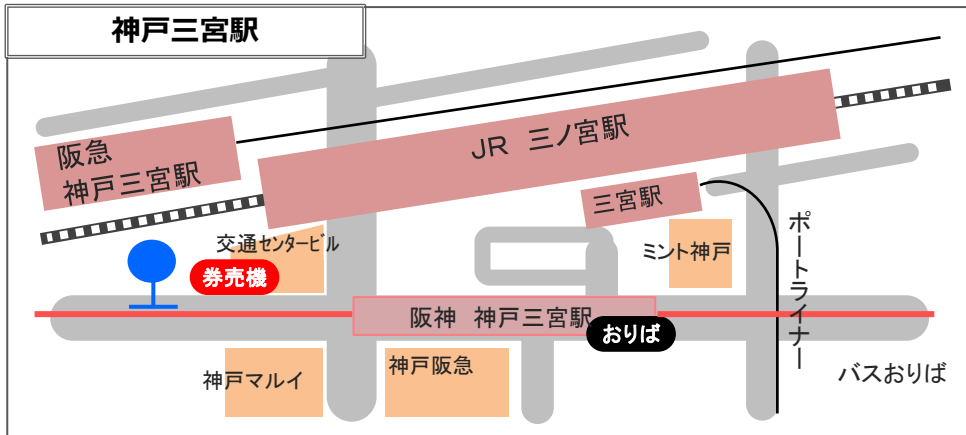 神戸三宮駅
阪急
神戸三宮駅
JR 三ノ宮駅
三宮駅
交通センタービル
ミント神戸
ポートライナー
券売機
阪神 神戸三宮駅
おりば
神戸マルイ
神戸阪急
バスおりば